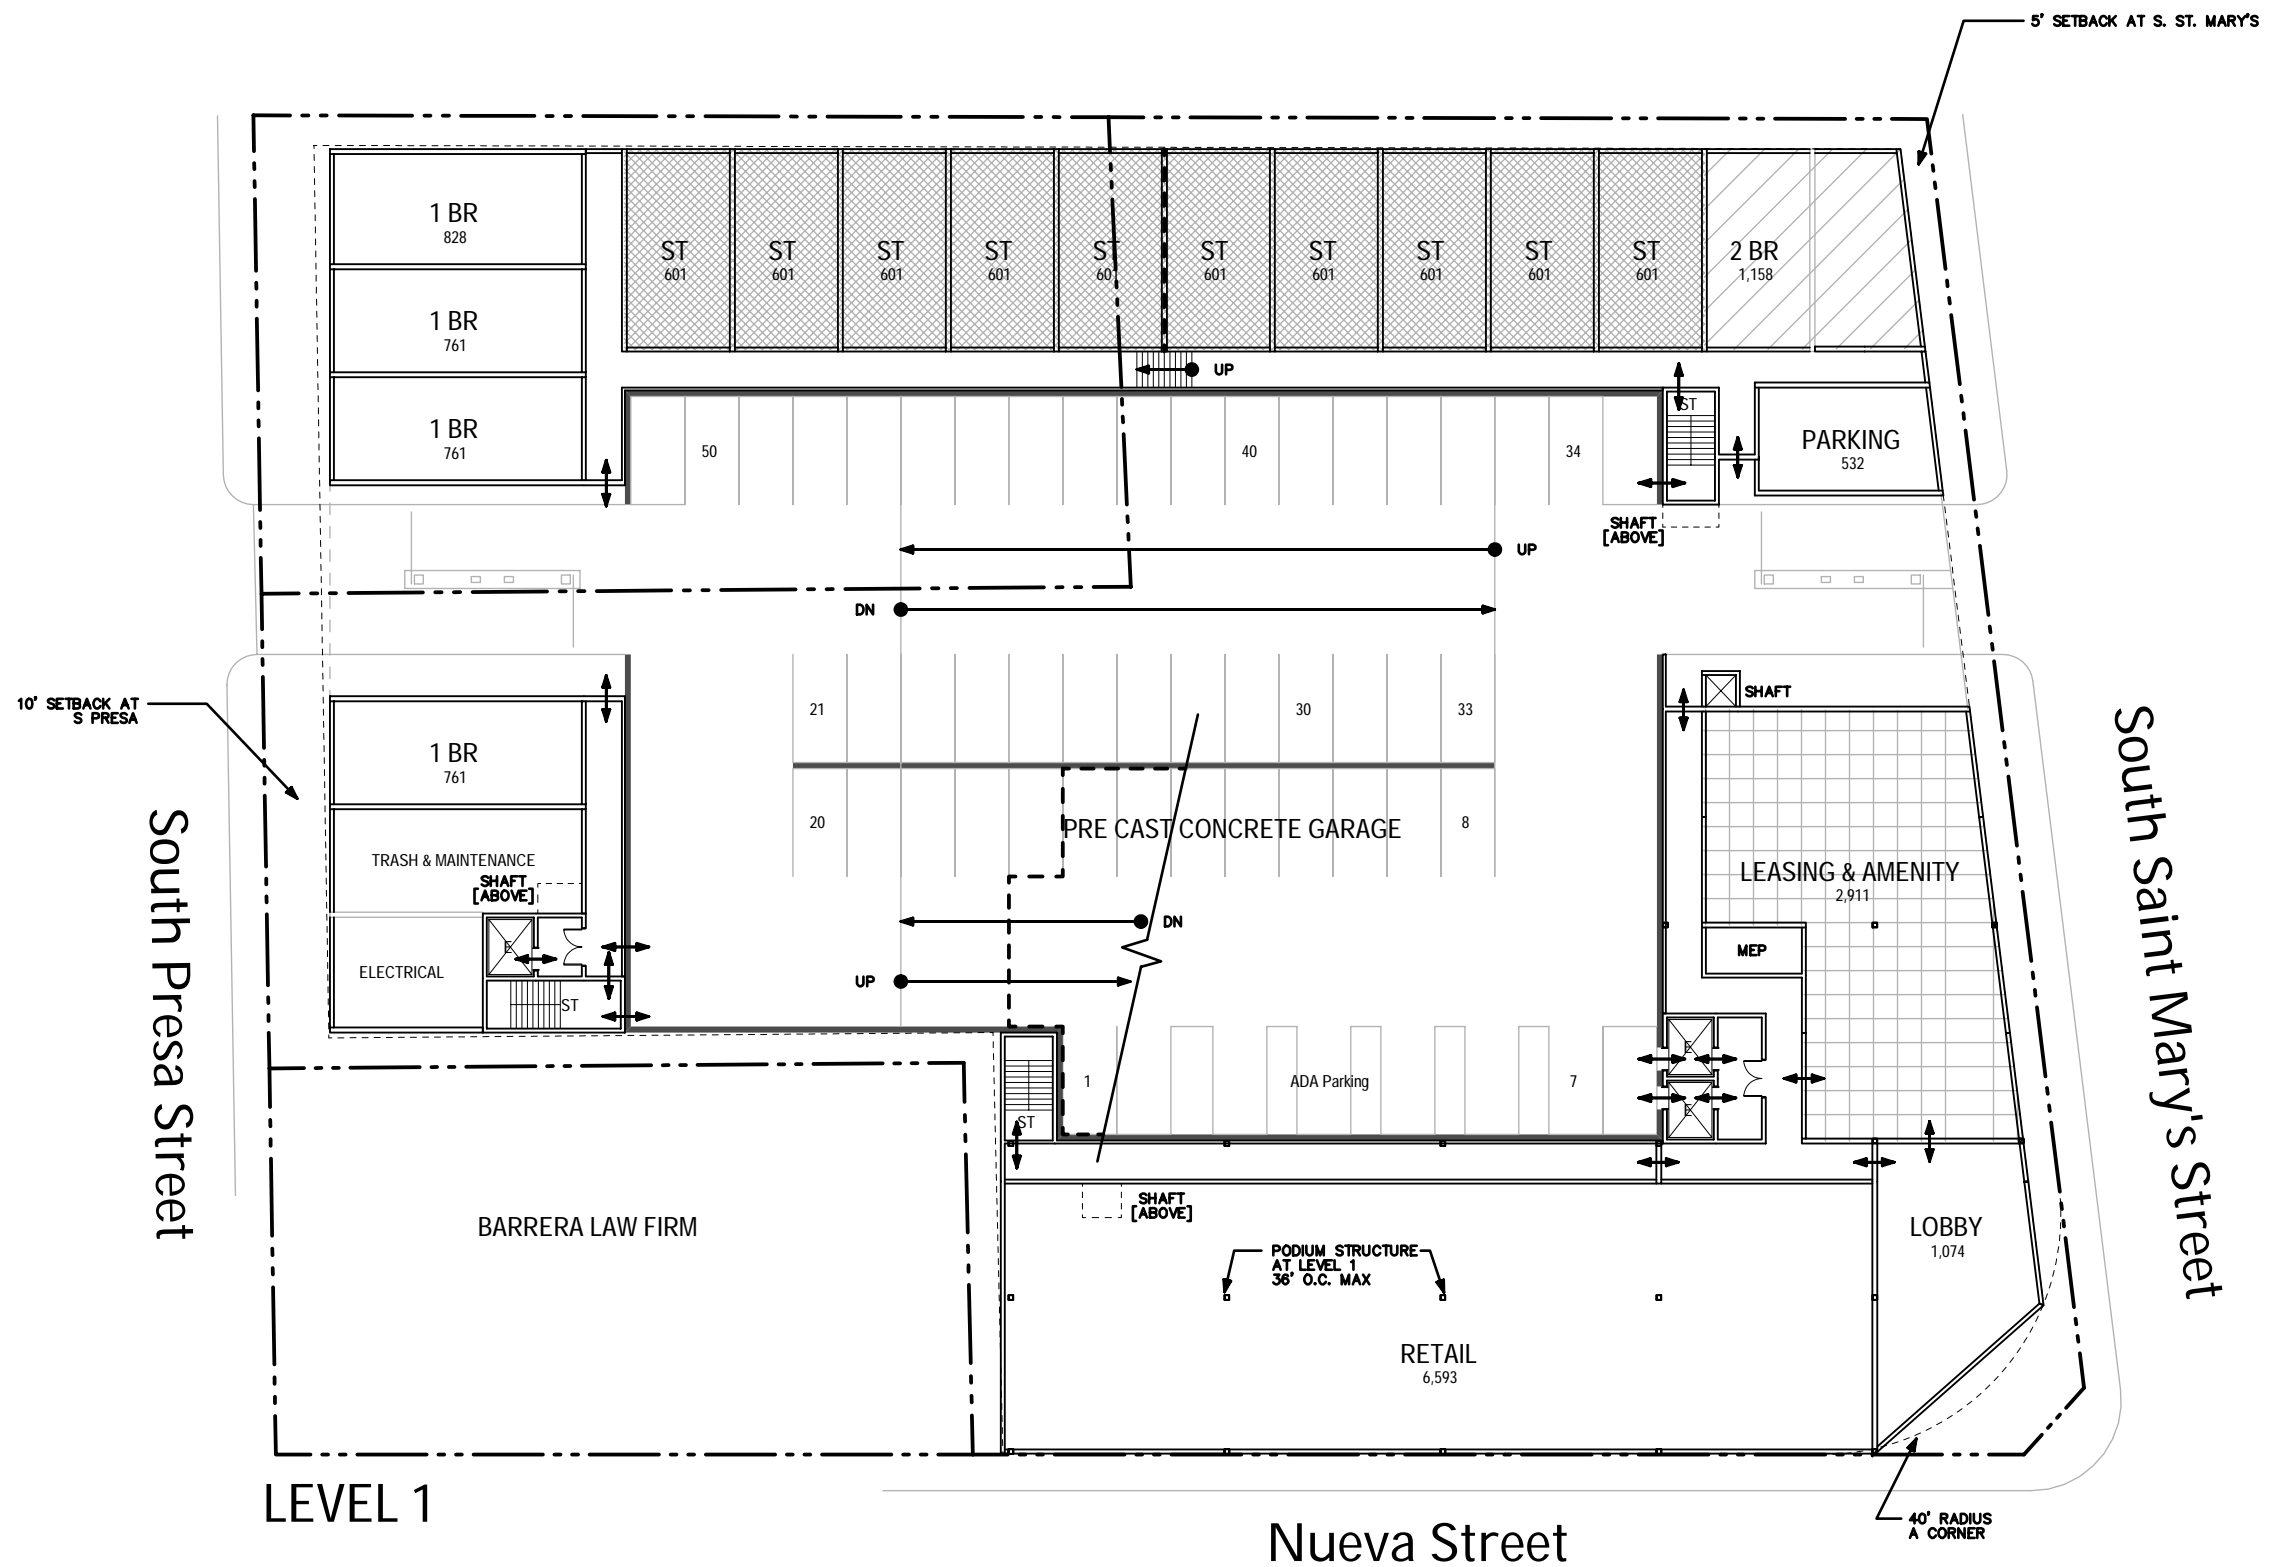 5' SETBACK AT S. ST. MARY'S
1 BR
828
ST
601
ST
601
ST
601
ST
601
ST
601
ST
601
ST
601
ST
601
ST
601
ST
601
2 BR
1,158
1 BR
761
UP
1 BR
761
50
40
34
ST
PARKING
532
SHAFT
[ABOVE]
UP
DN
10' SETBACK AT
S PRESA
21
30
33
SHAFT
1 BR
761
20
PRE CAST CONCRETE GARAGE
8
TRASH & MAINTENANCE
SHAFT
[ABOVE]
LEASING & AMENITY
2,911
DN
E
MEP
ELECTRICAL
UP
ST
South Presa Street
South Saint Mary's Street
1
ADA Parking
7
E
E
ST
SHAFT
[ABOVE]
BARRERA LAW FIRM
LOBBY
1,074
PODIUM STRUCTURE
AT LEVEL 1
36' O.C. MAX
RETAIL
6,593
LEVEL 1
Nueva Street
40' RADIUS
A CORNER